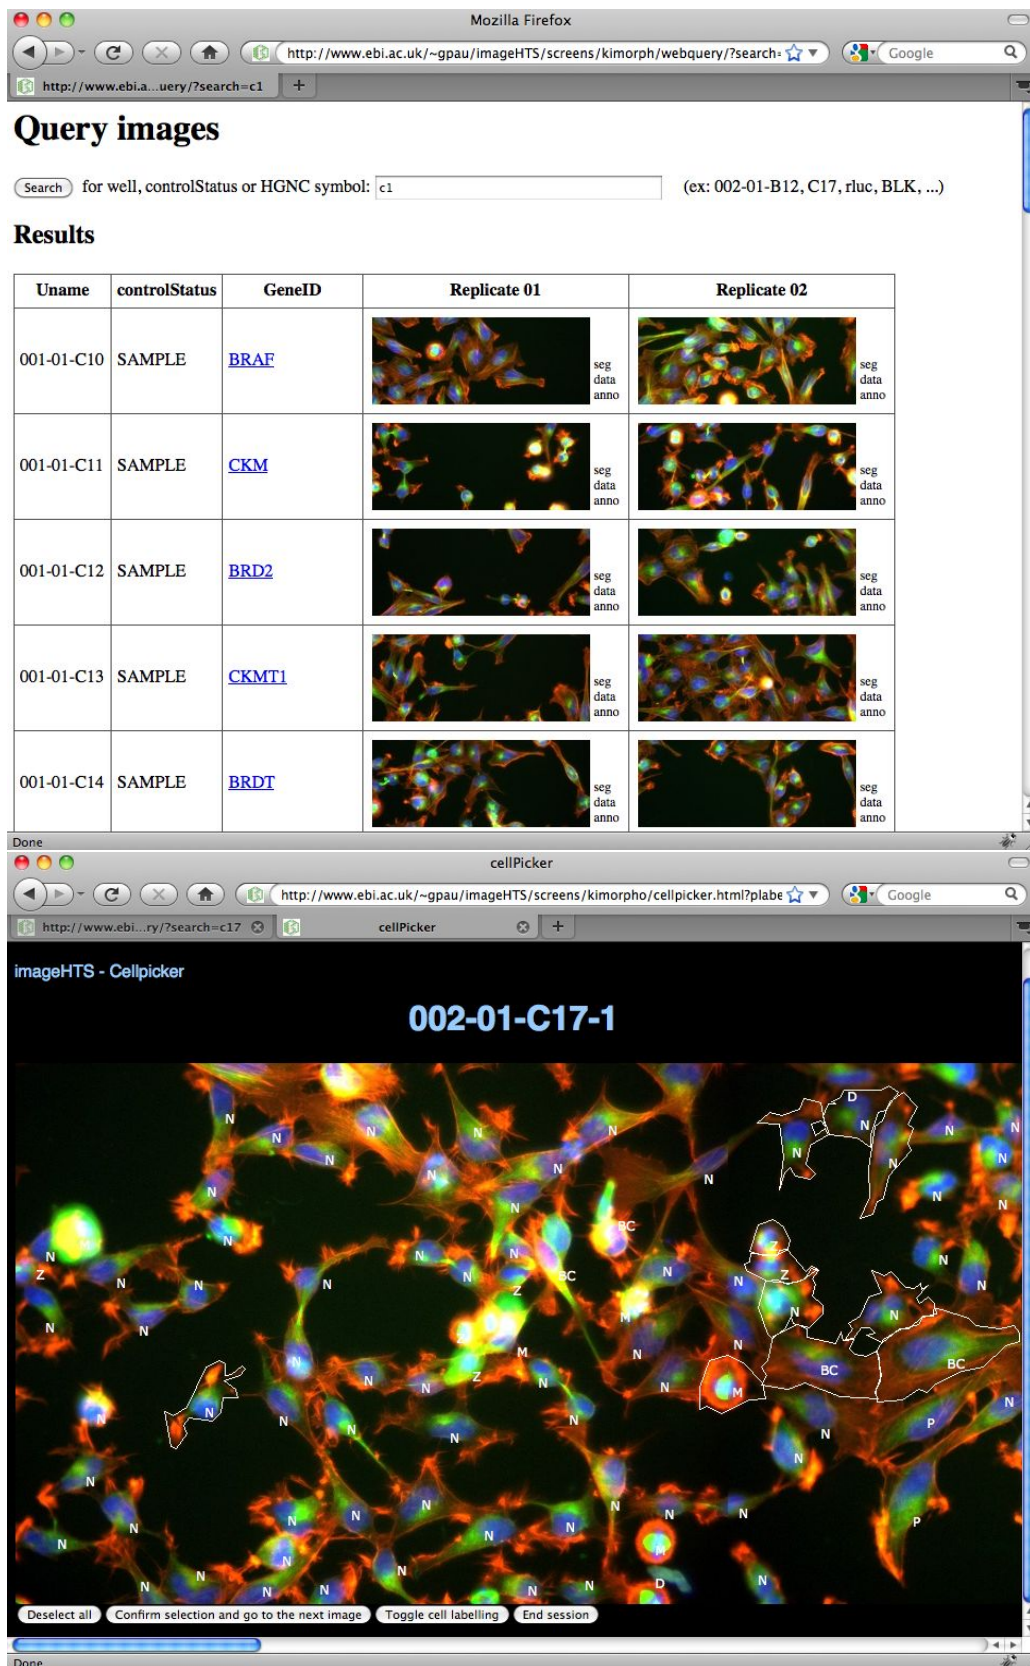 Mozilla Firefox
http://www.ebi.ac.uk/~gpau/imageHTS/screens/kimorph/webquery/?search= Google
http://www.ebi.a...uery/?search=c1 +
Query images
Search for well, controlStatus or HGNC symbol: c1 (ex: 002-01-B12, C17, rluc, BLK, ...)
Results
Uname controlStatus GeneID Replicate 01 Replicate 02
001-01-C10 SAMPLE BRAF seg data anno seg data anno
001-01-C11 SAMPLE CKM seg data anno seg data anno
001-01-C12 SAMPLE BRD2 seg data anno seg data anno
001-01-C13 SAMPLE CKMT1 seg data anno seg data anno
001-01-C14 SAMPLE BRDT seg data anno seg data anno
Done
cellPicker
http://www.ebi.ac.uk/~gpau/imageHTS/screens/kimorpho/cellpicker.html?plabe Google
http://www.ebi...ry/?search=c17 cellPicker +
imageHTS - Cellpicker
002-01-C17-1
D
N N N N N N
N N N N N N
N N N N
N BC
M N
N Z N N N N Z BC N Z Z N N
N N Z M N N
N N M N
N N N Z N N M BC BC
N N N N N N P N
N N N
N N N N N N P
N N N N M
N N N N N N N D N
Deselect all Confirm selection and go to the next image Toggle cell labelling End session
Done